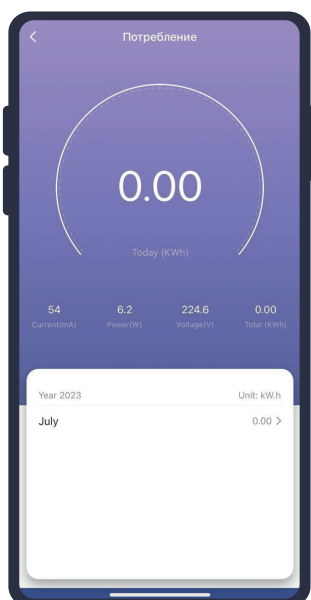 Потребление
0.00
Today (KWh)
54 6.2 224.6 0.00
Current(mA) Power(W) Voltage(V) Total (KWh)
Year 2023 Unit: kW.h
July 0.00